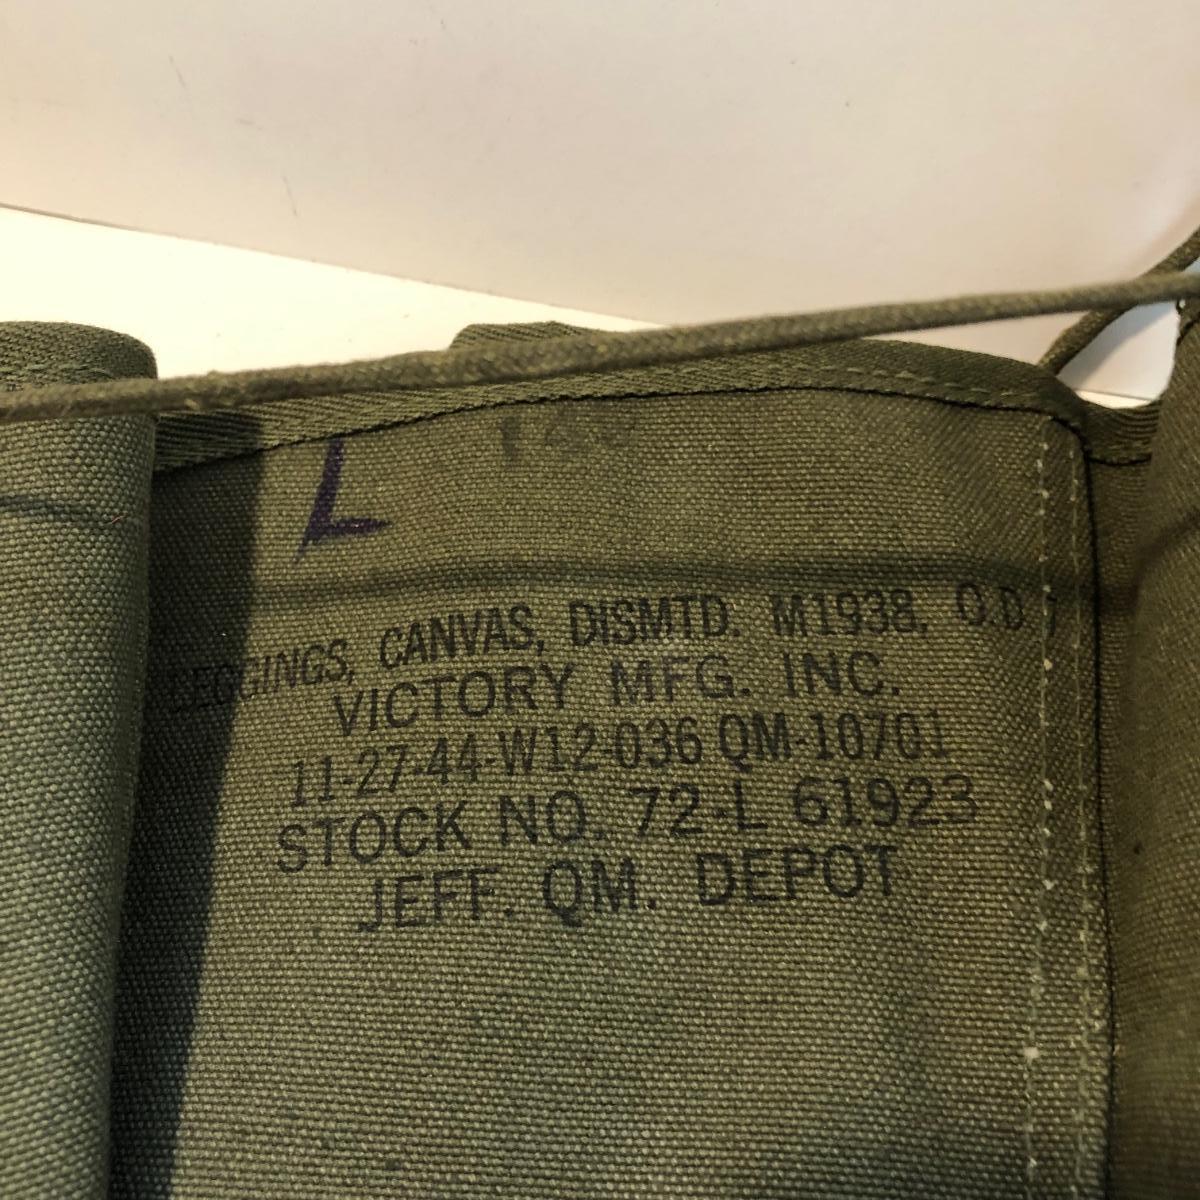 L
LEGGINGS, CANVAS, DISMTD. M1938, O.D 7
VICTORY MFG. INC.
11-27-44-W12-036 QM-10701
STOCK NO. 72-L 61923
JEFF. QM. DEPOT